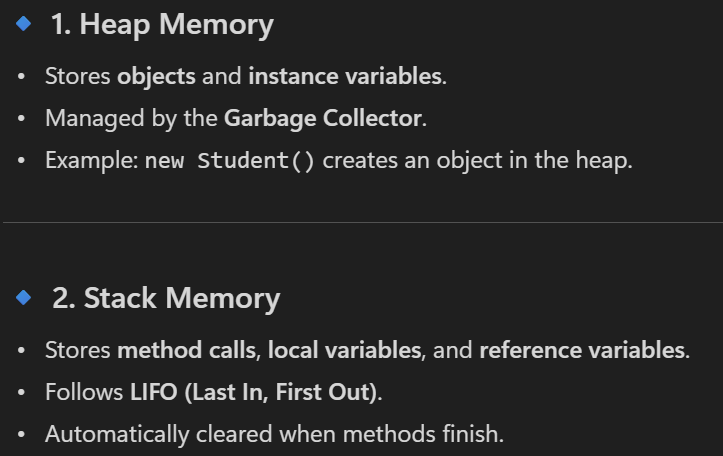 1. Heap Memory
• Stores objects and instance variables.
• Managed by the Garbage Collector.
• Example: new Student() creates an object in the heap.
2. Stack Memory
• Stores method calls, local variables, and reference variables.
• Follows LIFO (Last In, First Out).
• Automatically cleared when methods finish.